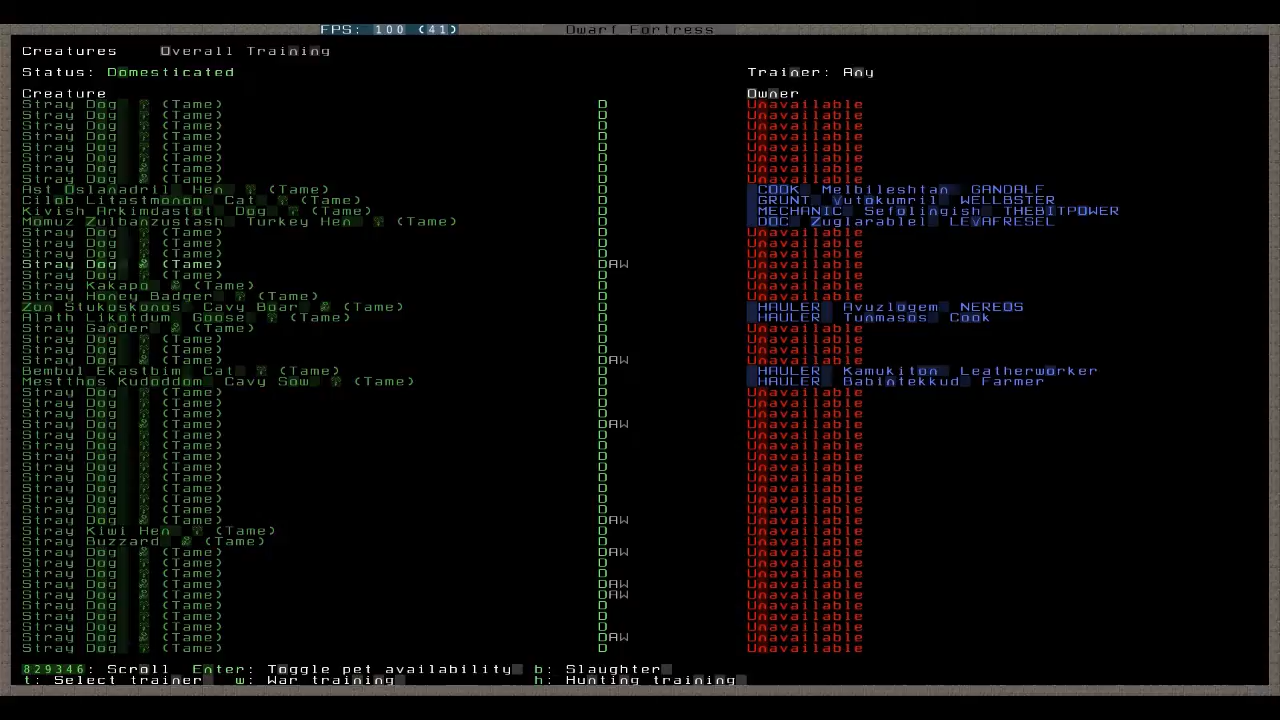 FPS: 100 (41) Dwarf Fortress
Creatures Overall Training
Status: Domesticated Trainer: Any
Creature Owner
Stray Dog ♀ (Tame) D Unavailable
Stray Dog ♀ (Tame) D Unavailable
Stray Dog ♀ (Tame) D Unavailable
Stray Dog ♀ (Tame) D Unavailable
Stray Dog ♀ (Tame) D Unavailable
Stray Dog ♀ (Tame) D Unavailable
Stray Dog ♂ (Tame) D Unavailable
Stray Dog ♀ (Tame) D Unavailable
Ast Oslanadril Hen ♀ (Tame) D COOK Melbileshtan GANDALF
Cilob Litastmonom Cat ♀ (Tame) D GRUNT Vutokumril WELLBSTER
Kivish Arkimdastot Dog ♀ (Tame) D MECHANIC Sefolingish THEBITPOWER
Momuz Zulbanzustash Turkey Hen ♀ (Tame) D DOC Zuglarablel LEVAFRESEL
Stray Dog ♀ (Tame) D Unavailable
Stray Dog ♀ (Tame) D Unavailable
Stray Dog ♀ (Tame) D Unavailable
Stray Dog ♂ (Tame) DAW Unavailable
Stray Dog ♀ (Tame) D Unavailable
Stray Kakapo ♂ (Tame) D Unavailable
Stray Honey Badger ♀ (Tame) D Unavailable
Zon Stukoskonos Cavy Boar ♂ (Tame) D HAULER Avuzlogem NEREOS
Alath Likotdum Goose ♀ (Tame) D HAULER Tunmasos Cook
Stray Gander ♂ (Tame) D Unavailable
Stray Dog ♀ (Tame) D Unavailable
Stray Dog ♀ (Tame) D Unavailable
Stray Dog ♂ (Tame) DAW Unavailable
Bembul Ekastbim Cat ♀ (Tame) D HAULER Kamukiton Leatherworker
Mestthos Kudoddom Cavy Sow ♀ (Tame) D HAULER Babintekkud Farmer
Stray Dog ♀ (Tame) D Unavailable
Stray Dog ♀ (Tame) D Unavailable
Stray Dog ♀ (Tame) D Unavailable
Stray Dog ♂ (Tame) DAW Unavailable
Stray Dog ♀ (Tame) D Unavailable
Stray Dog ♀ (Tame) D Unavailable
Stray Dog ♀ (Tame) D Unavailable
Stray Dog ♀ (Tame) D Unavailable
Stray Dog ♀ (Tame) D Unavailable
Stray Dog ♀ (Tame) D Unavailable
Stray Dog ♀ (Tame) D Unavailable
Stray Dog ♀ (Tame) D Unavailable
Stray Dog ♂ (Tame) DAW Unavailable
Stray Kiwi Hen ♀ (Tame) D Unavailable
Stray Buzzard ♂ (Tame) D Unavailable
Stray Dog ♂ (Tame) DAW Unavailable
Stray Dog ♀ (Tame) D Unavailable
Stray Dog ♀ (Tame) D Unavailable
Stray Dog ♂ (Tame) DAW Unavailable
Stray Dog ♂ (Tame) DAW Unavailable
Stray Dog ♀ (Tame) D Unavailable
Stray Dog ♀ (Tame) D Unavailable
Stray Dog ♀ (Tame) D Unavailable
Stray Dog ♂ (Tame) DAW Unavailable
Stray Dog ♀ (Tame) D Unavailable
829346: Scroll Enter: Toggle pet availability b: Slaughter
t: Select trainer w: War training h: Hunting training